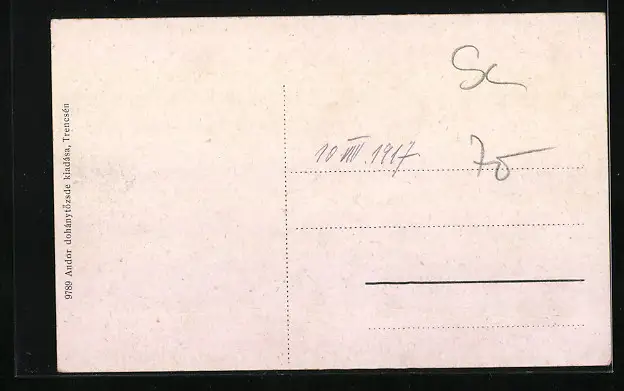 9789 Andor dohánytőzsde kiadása, Trencsén
Sc
10 VIII. 1917
70